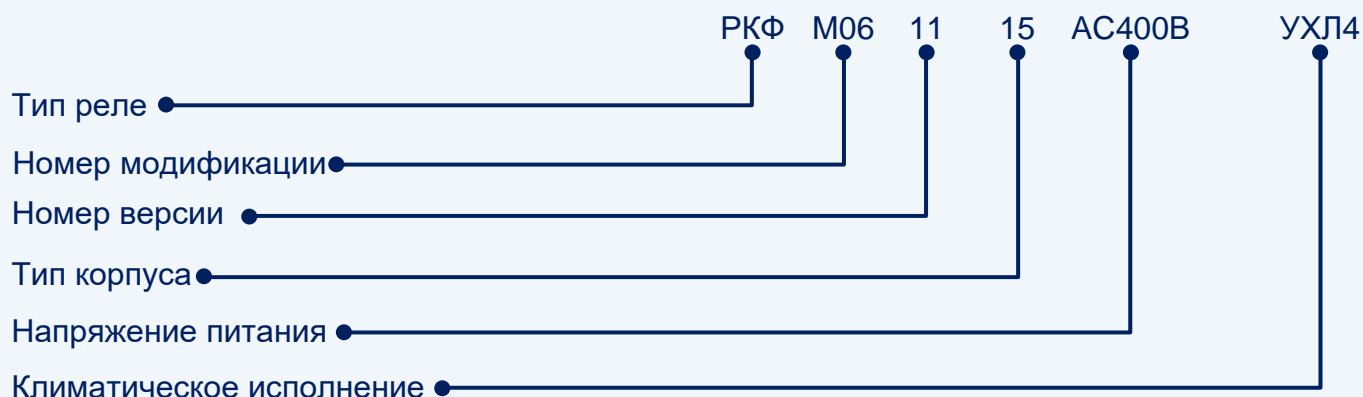 РКФ М06 11 15 АС400В УХЛ4
Тип реле
Номер модификации
Номер версии
Тип корпуса
Напряжение питания
Климатическое исполнение